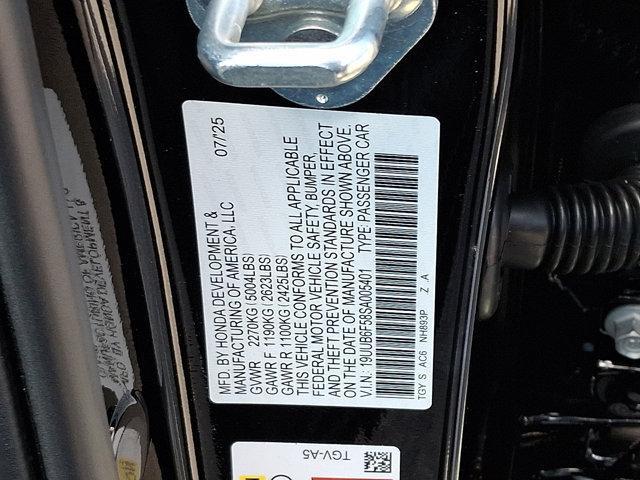 MFD. BY HONDA DEVELOPMENT & 07/'25
MANUFACTURING OF AMERICA, LLC
GVWR 2270KG (5004LBS)
GAWR F 1190KG (2623LBS)
GAWR R 1100KG (2425LBS)
THIS VEHICLE CONFORMS TO ALL APPLICABLE
FEDERAL MOTOR VEHICLE SAFETY, BUMPER,
AND THEFT PREVENTION STANDARDS IN EFFECT
ON THE DATE OF MANUFACTURE SHOWN ABOVE.
V.I.N.: 19UUB6F58SA005401 TYPE:PASSENGER CAR
TGY S AC6 NH893P Z A
TGV-A5